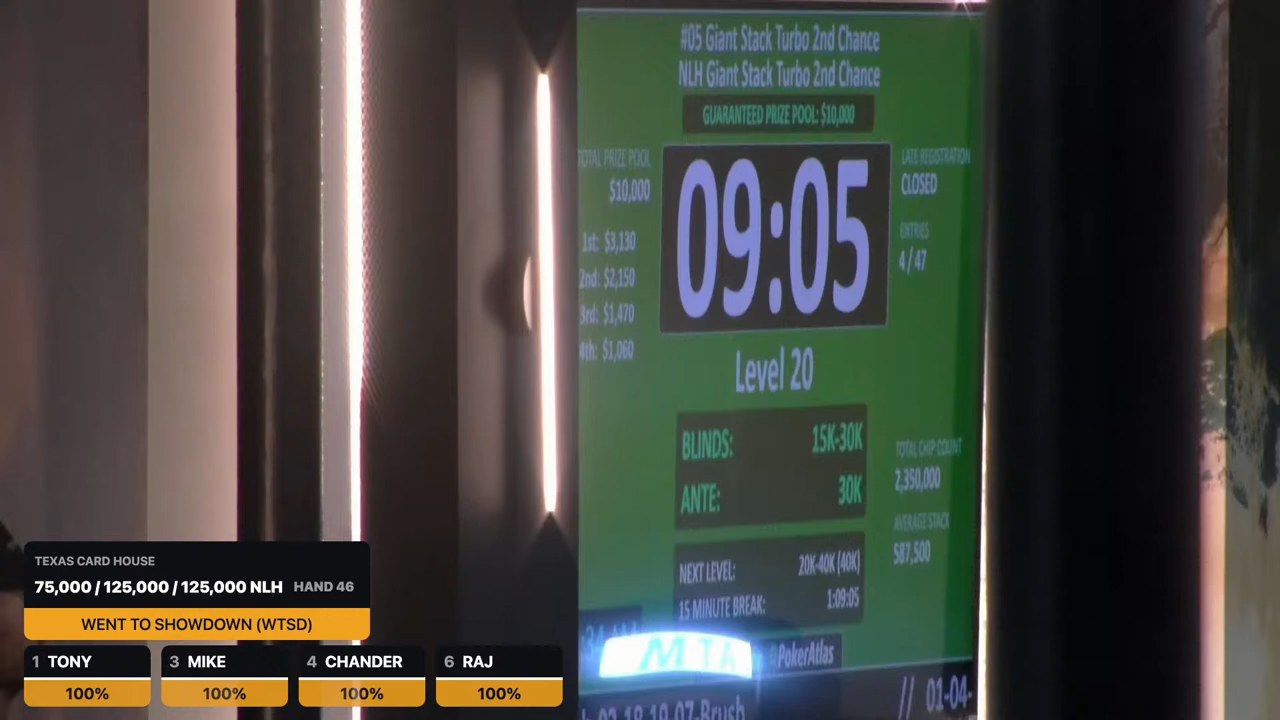 #05 Giant Stack Turbo 2nd Chance
NLH Giant Stack Turbo 2nd Chance
GUARANTEED PRIZE POOL: $10,000
TOTAL PRIZE POOL
$10,000
1st: $3,130
2nd: $2,150
3rd: $1,470
4th: $1,060
09:05
LATE REGISTRATION
CLOSED
ENTRIES
4 / 47
Level 20
BLINDS: 15K-30K
ANTE: 30K
TOTAL CHIP COUNT
2,350,000
AVERAGE STACK
587,500
NEXT LEVEL: 20K-40K (40K)
15 MINUTE BREAK: 1:09:05
PokerAtlas
// 01-04-
TEXAS CARD HOUSE
75,000 / 125,000 / 125,000 NLH HAND 46
WENT TO SHOWDOWN (WTSD)
1 TONY
100%
3 MIKE
100%
4 CHANDER
100%
6 RAJ
100%